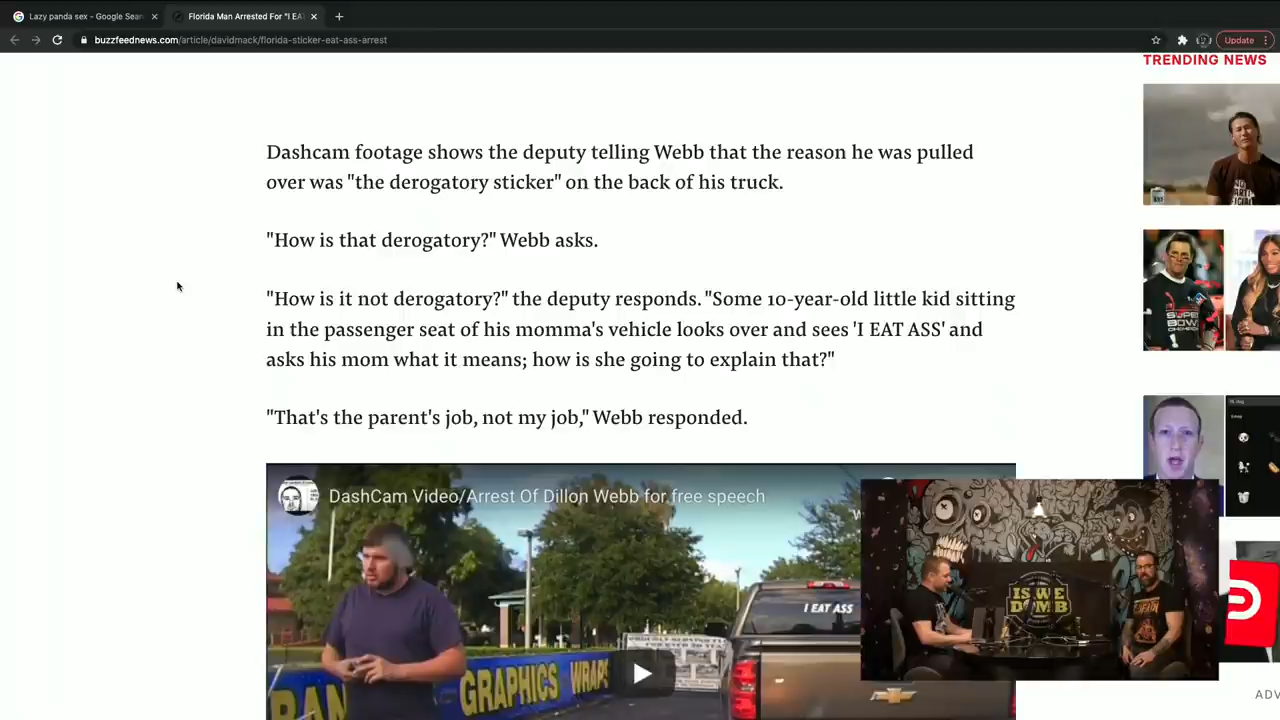 Lazy panda sex - Google Sear
Florida Man Arrested For "I EA
buzzfeednews.com/article/davidmack/florida-sticker-eat-ass-arrest
Update
TRENDING NEWS
Dashcam footage shows the deputy telling Webb that the reason he was pulled
over was "the derogatory sticker" on the back of his truck.
"How is that derogatory?" Webb asks.
"How is it not derogatory?" the deputy responds. "Some 10-year-old little kid sitting
in the passenger seat of his momma's vehicle looks over and sees 'I EAT ASS' and
asks his mom what it means; how is she going to explain that?"
"That's the parent's job, not my job," Webb responded.
DashCam Video/Arrest Of Dillon Webb for free speech
I EAT ASS
GRAPHICS WRAPS
IS WE
DUMB
ADV